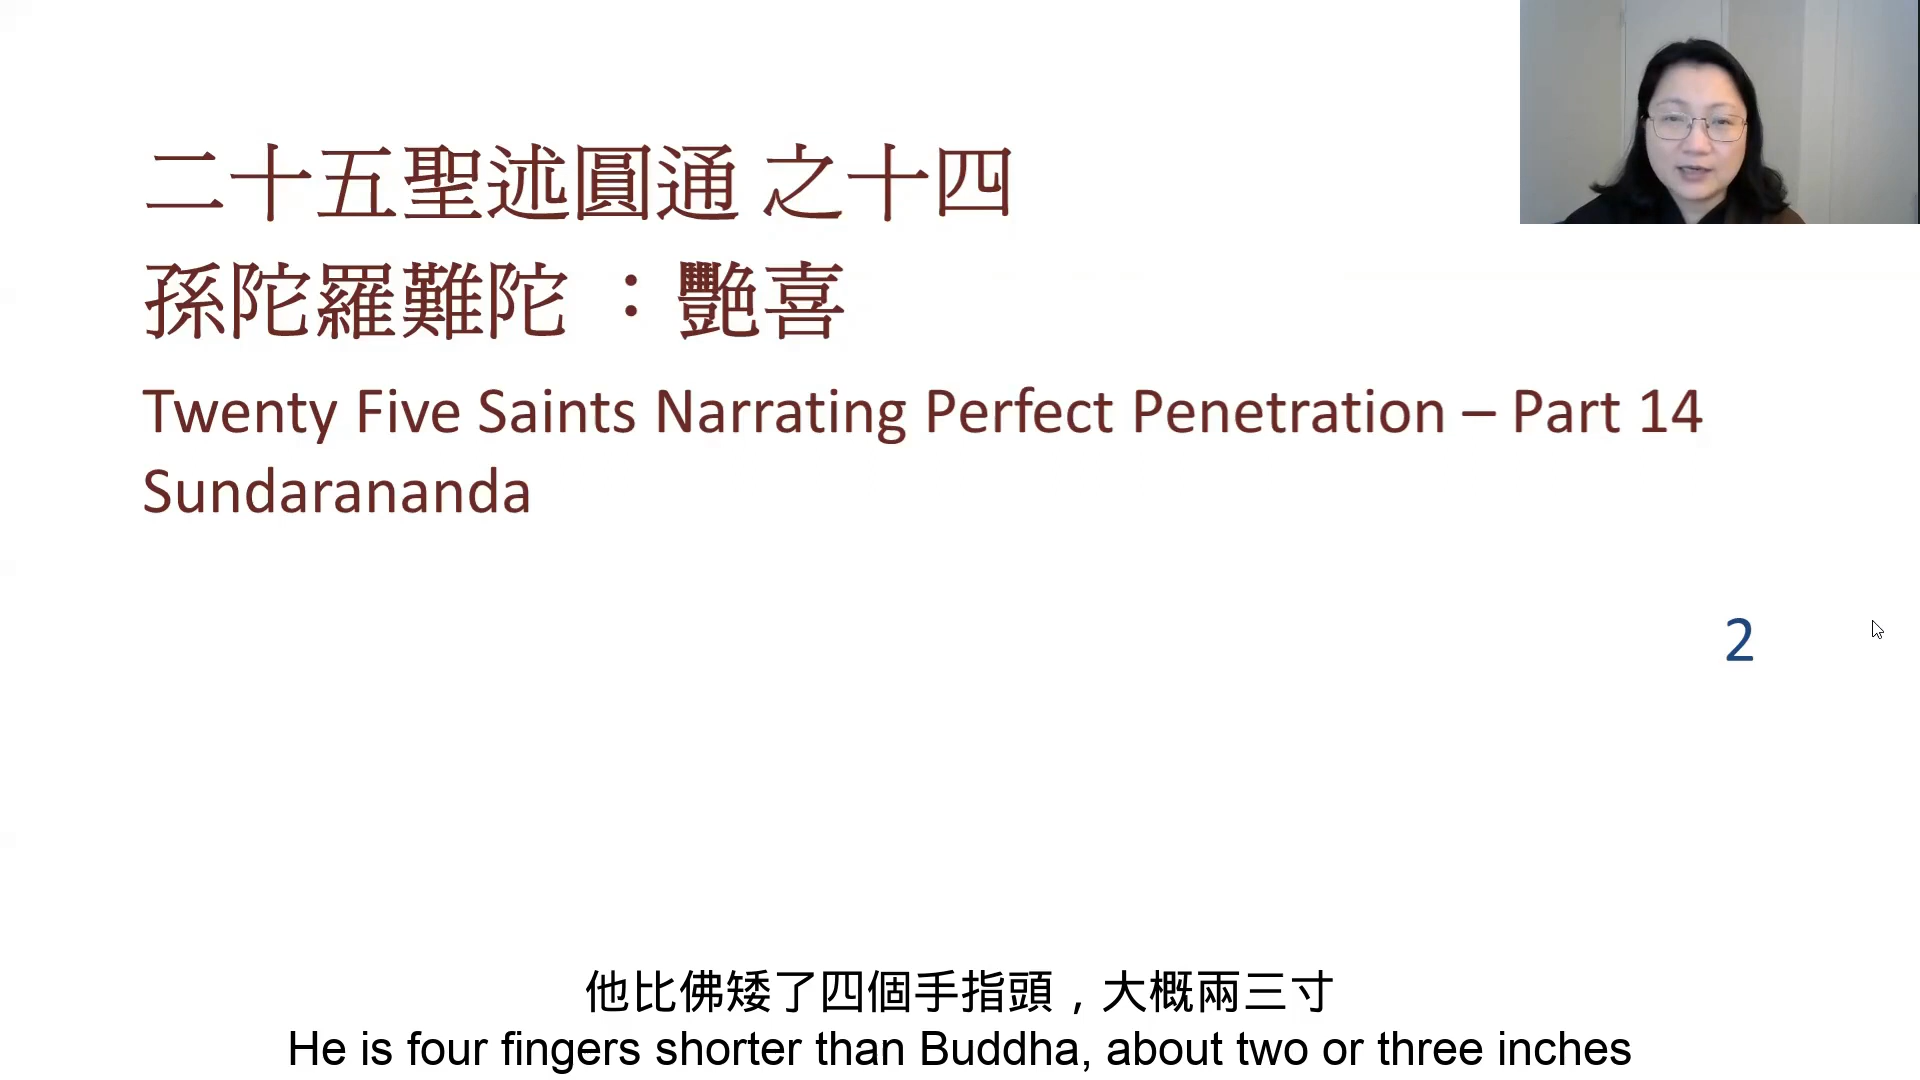 二十五聖述圓通 之十四
孫陀羅難陀 ：艷喜
Twenty Five Saints Narrating Perfect Penetration – Part 14
Sundarananda
2
他比佛矮了四個手指頭，大概兩三寸
He is four fingers shorter than Buddha, about two or three inches